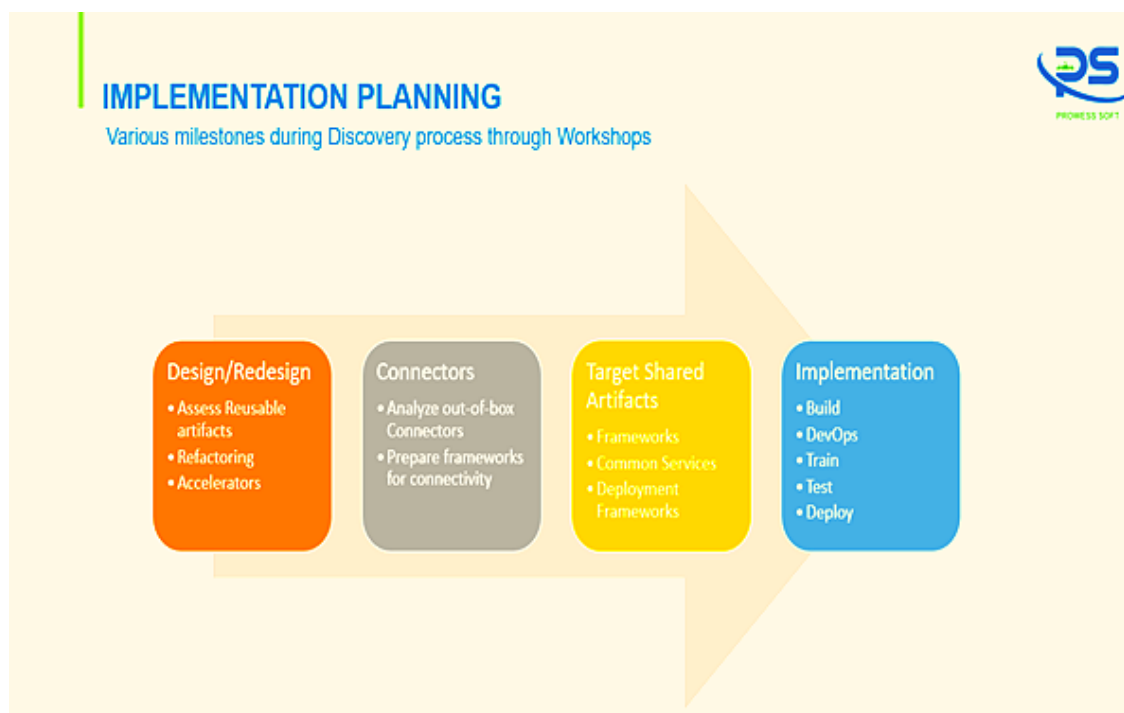 IMPLEMENTATION PLANNING
Various milestones during Discovery process through Workshops
PS
PROWESS SOFT
Design/Redesign
• Assess Reusable
artifacts
• Refactoring
• Accelerators
Connectors
• Analyze out-of-box
Connectors
• Prepare frameworks
for connectivity
Target Shared
Artifacts
• Frameworks
• Common Services
• Deployment
Frameworks
Implementation
• Build
• DevOps
• Train
• Test
• Deploy